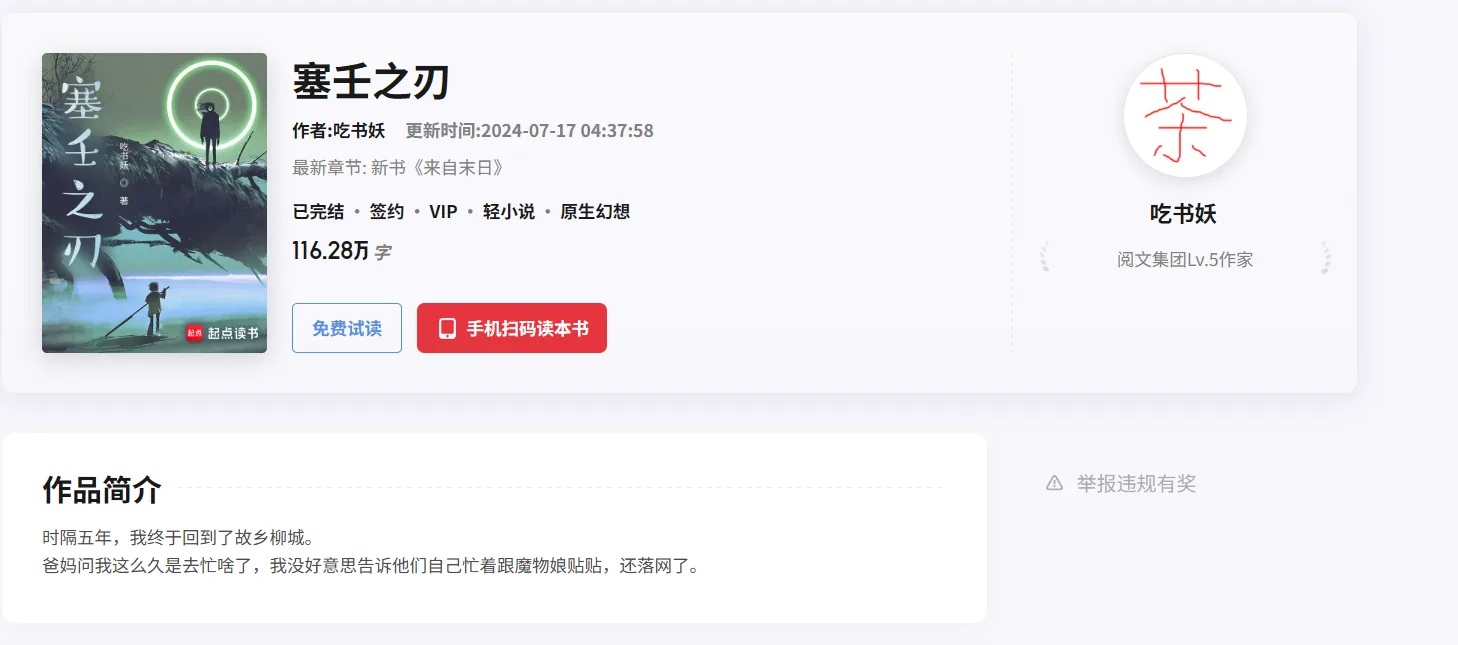 塞壬之刃
吃书妖 ◎ 著
起点 起点读书
塞壬之刃
作者:吃书妖 更新时间:2024-07-17 04:37:58
最新章节: 新书《来自末日》
已完结 · 签约 · VIP · 轻小说 · 原生幻想
116.28万 字
免费试读 手机扫码读本书
茶
吃书妖
阅文集团Lv.5作家
作品简介
时隔五年，我终于回到了故乡柳城。
爸妈问我这么久是去忙啥了，我没好意思告诉他们自己忙着跟魔物娘贴贴，还落网了。
举报违规有奖